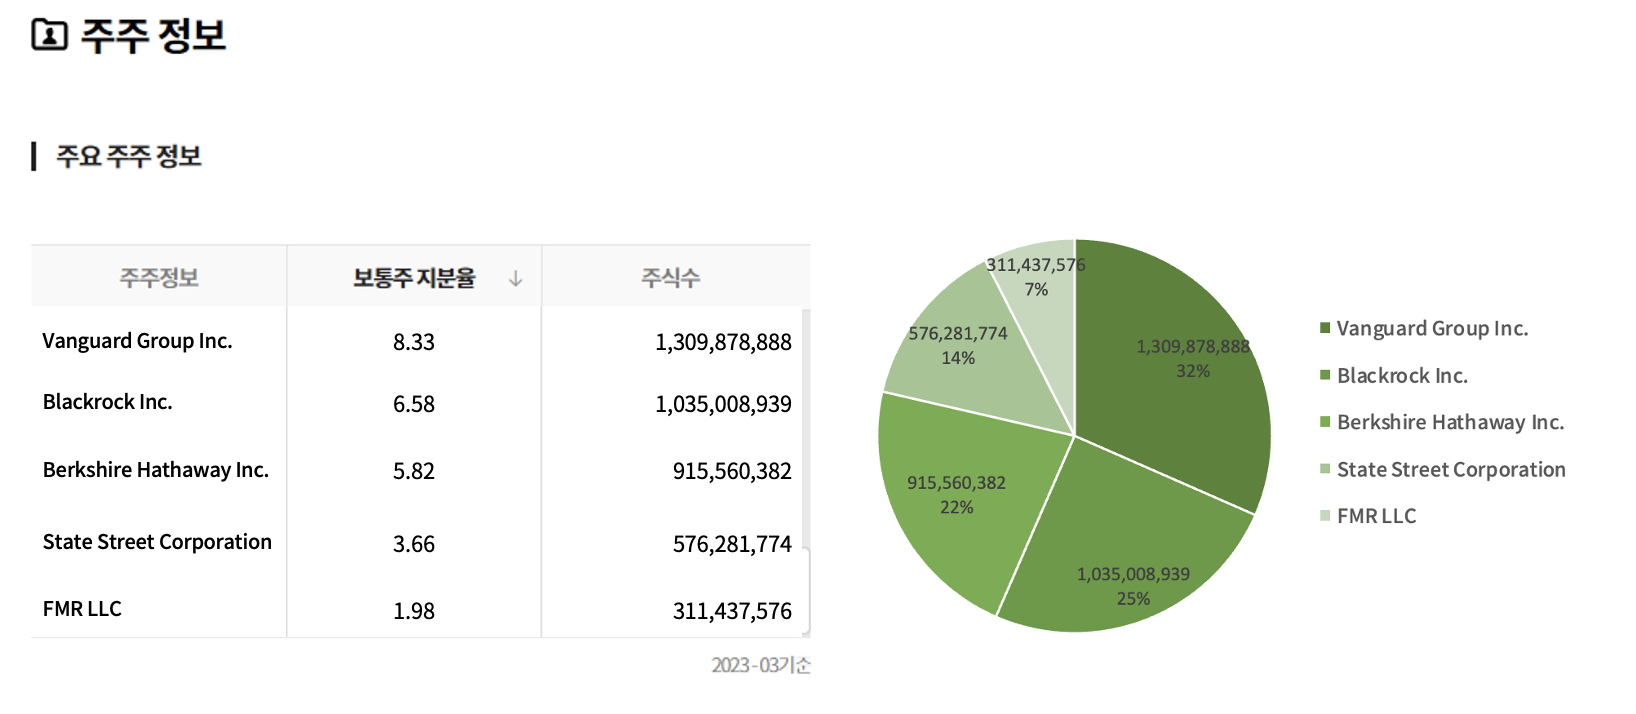 주주 정보
주요 주주 정보
주주정보 보통주 지분율 ↓ 주식수
Vanguard Group Inc. 8.33 1,309,878,888
Blackrock Inc. 6.58 1,035,008,939
Berkshire Hathaway Inc. 5.82 915,560,382
State Street Corporation 3.66 576,281,774
FMR LLC 1.98 311,437,576
2023-03기준
311,437,576
7%
576,281,774
14%
1,309,878,888
32%
915,560,382
22%
1,035,008,939
25%
Vanguard Group Inc.
Blackrock Inc.
Berkshire Hathaway Inc.
State Street Corporation
FMR LLC